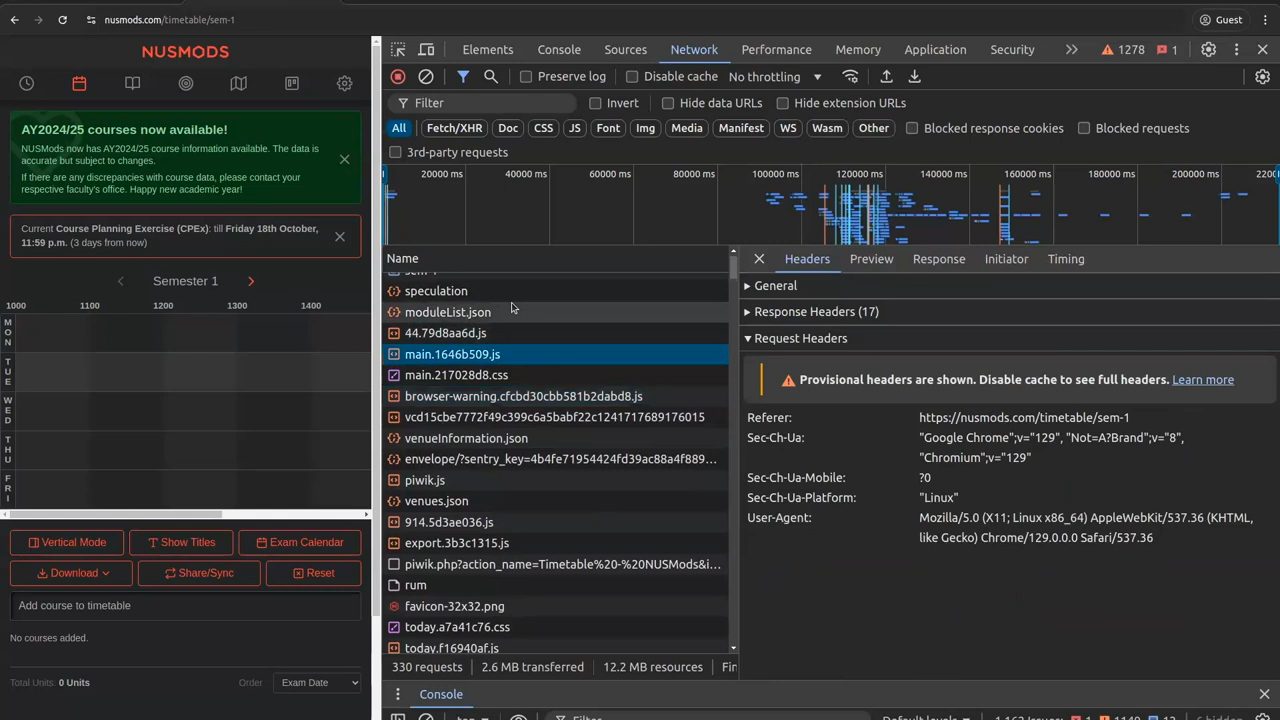 nusmods.com/timetable/sem-1
Guest
NUSMODS
AY2024/25 courses now available!
NUSMods now has AY2024/25 course information available. The data is
accurate but subject to changes.
If there are any discrepancies with course data, please contact your
respective faculty's office. Happy new academic year!
Current Course Planning Exercise (CPEx): till Friday 18th October,
11:59 p.m. (3 days from now)
Semester 1
1000 1100 1200 1300 1400
MON
TUE
WED
THU
FRI
Vertical Mode
Show Titles
Exam Calendar
Download
Share/Sync
Reset
Add course to timetable
No courses added.
Total Units: 0 Units
Order
Exam Date
Elements Console Sources Network Performance Memory Application Security 1278 1
Preserve log Disable cache No throttling
Filter Invert Hide data URLs Hide extension URLs
All Fetch/XHR Doc CSS JS Font Img Media Manifest WS Wasm Other Blocked response cookies Blocked requests
3rd-party requests
20000 ms 40000 ms 60000 ms 80000 ms 100000 ms 120000 ms 140000 ms 160000 ms 180000 ms 200000 ms
Name
speculation
moduleList.json
44.79d8aa6d.js
main.1646b509.js
main.217028d8.css
browser-warning.cfcbd30cbb581b2dabd8.js
vcd15cbe7772f49c399c6a5babf22c1241717689176015
venueInformation.json
envelope/?sentry_key=4b4fe71954424fd39ac88a4f889...
piwik.js
venues.json
914.5d3ae036.js
export.3b3c1315.js
piwik.php?action_name=Timetable%20-%20NUSMods&i...
rum
favicon-32x32.png
today.a7a41c76.css
today.f16940af.js
330 requests 2.6 MB transferred 12.2 MB resources Fin
Headers Preview Response Initiator Timing
General
Response Headers (17)
Request Headers
Provisional headers are shown. Disable cache to see full headers. Learn more
Referer: https://nusmods.com/timetable/sem-1
Sec-Ch-Ua: "Google Chrome";v="129", "Not=A?Brand";v="8",
"Chromium";v="129"
Sec-Ch-Ua-Mobile: ?0
Sec-Ch-Ua-Platform: "Linux"
User-Agent: Mozilla/5.0 (X11; Linux x86_64) AppleWebKit/537.36 (KHTML,
like Gecko) Chrome/129.0.0.0 Safari/537.36
Console